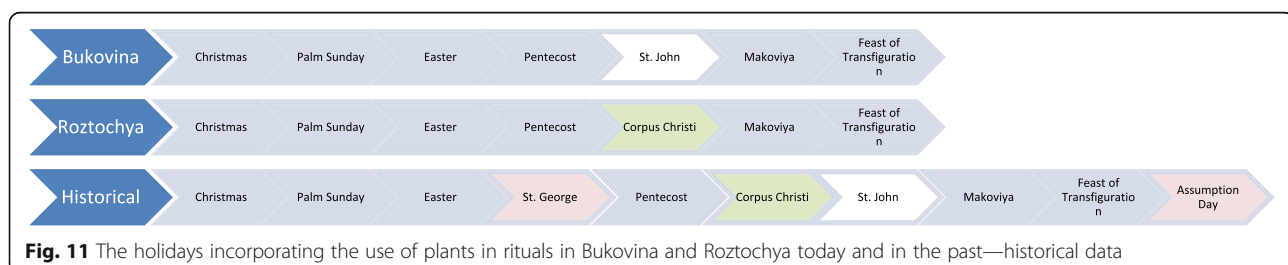 Bukovina Christmas Palm Sunday Easter Pentecost St. John Makoviya Feast of
Transfiguratio
n
Roztochya Christmas Palm Sunday Easter Pentecost Corpus Christi Makoviya Feast of
Transfiguratio
n
Historical Christmas Palm Sunday Easter St. George Pentecost Corpus Christi St. John Makoviya Feast of
Transfiguratio
n
Assumption
Day
Fig. 11 The holidays incorporating the use of plants in rituals in Bukovina and Roztochya today and in the past—historical data